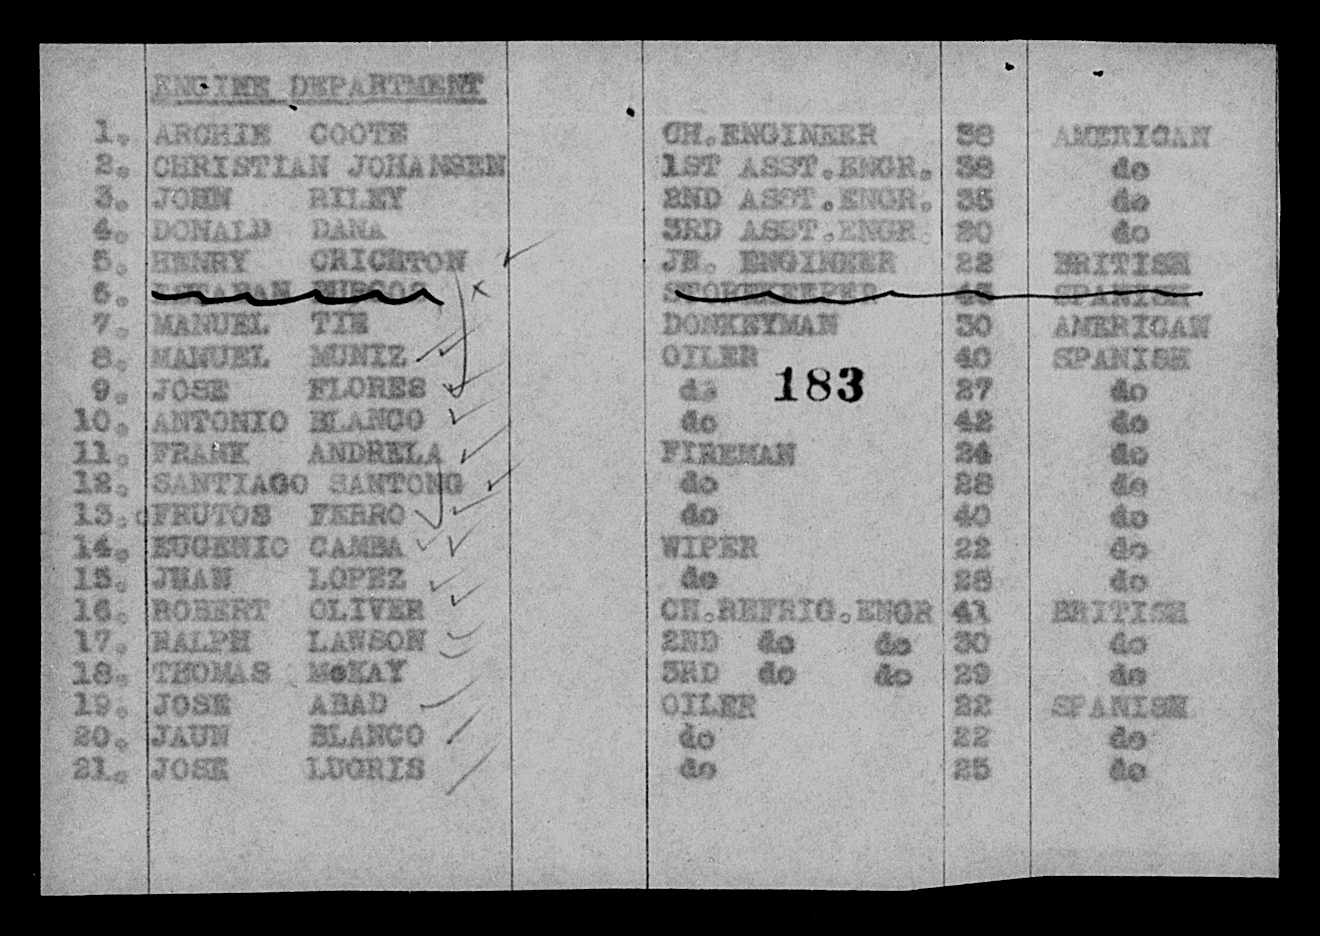 ENGINE DEPARTMENT
1. ARCHIE COOTE CH.ENGINEER 38 AMERICAN
2. CHRISTIAN JOHANSEN 1ST ASST.ENGR. 38 do
3. JOHN RILEY 2ND ASST.ENGR. 35 do
4. DONALD DANA 3RD ASST.ENGR. 20 do
5. HENRY CRICHTON JR. ENGINEER 22 BRITISH
6. ESTABAN BURGOS STOREKEEPER 43 SPANISH
7. MANUEL TIE DONKEYMAN 30 AMERICAN
8. MANUEL MUNIZ OILER 40 SPANISH
9. JOSE FLORES do 183 27 do
10. ANTONIO BLANCO do 42 do
11. FRANK ANDRELA FIREMAN 24 do
12. SANTIAGO SANTONG do 28 do
13. FRUTOS FERRO do 40 do
14. EUGENIO CAMBA WIPER 22 do
15. JUAN LOPEZ do 28 do
16. ROBERT OLIVER CH.REFRIG.ENGR 41 BRITISH
17. RALPH LAWSON 2ND do do 30 do
18. THOMAS McKAY 3RD do do 29 do
19. JOSE ABAD OILER 22 SPANISH
20. JAUN BLANCO do 22 do
21. JOSE LUGRIS do 25 do